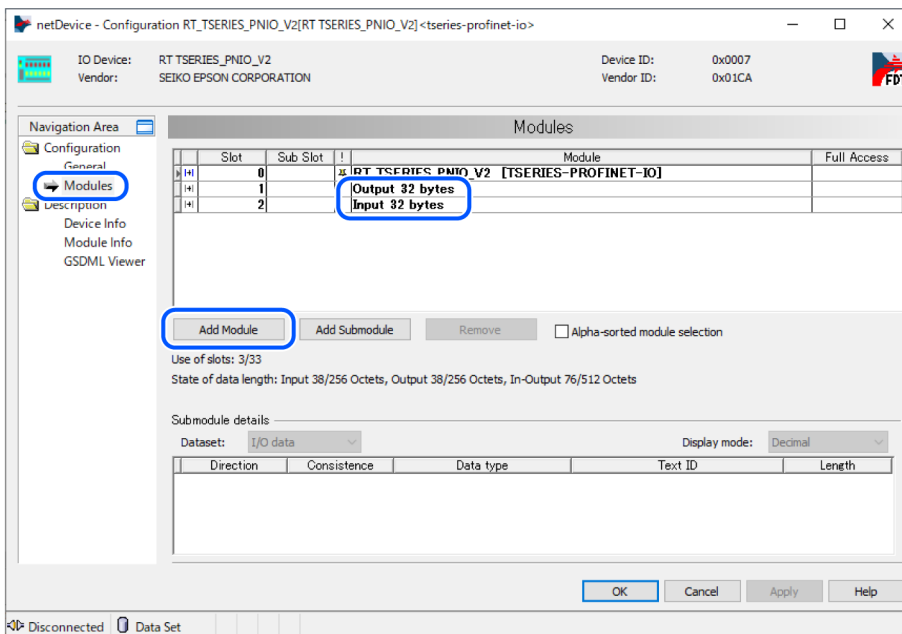 netDevice - Configuration RT_TSERIES_PNIO_V2[RT TSERIES_PNIO_V2]<tseries-profinet-io>
IO Device: RT TSERIES_PNIO_V2 Device ID: 0x0007
Vendor: SEIKO EPSON CORPORATION Vendor ID: 0x01CA
FDT
Navigation Area
Modules
Configuration
General
Modules
Description
Device Info
Module Info
GSDML Viewer
Slot Sub Slot ! Module Full Access
0 RT TSERIES_PNIO_V2 [TSERIES-PROFINET-IO]
1 Output 32 bytes
2 Input 32 bytes
Add Module Add Submodule Remove Alpha-sorted module selection
Use of slots: 3/33
State of data length: Input 38/256 Octets, Output 38/256 Octets, In-Output 76/512 Octets
Submodule details
Dataset: I/O data Display mode: Decimal
Direction Consistence Data type Text ID Length
OK Cancel Apply Help
Disconnected Data Set